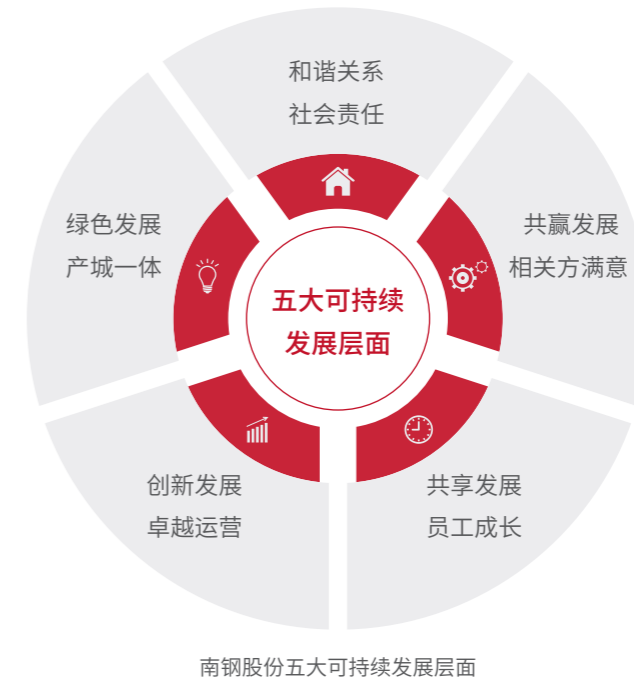 和谐关系
社会责任
绿色发展
产城一体
共赢发展
相关方满意
五大可持续
发展层面
创新发展
卓越运营
共享发展
员工成长
南钢股份五大可持续发展层面